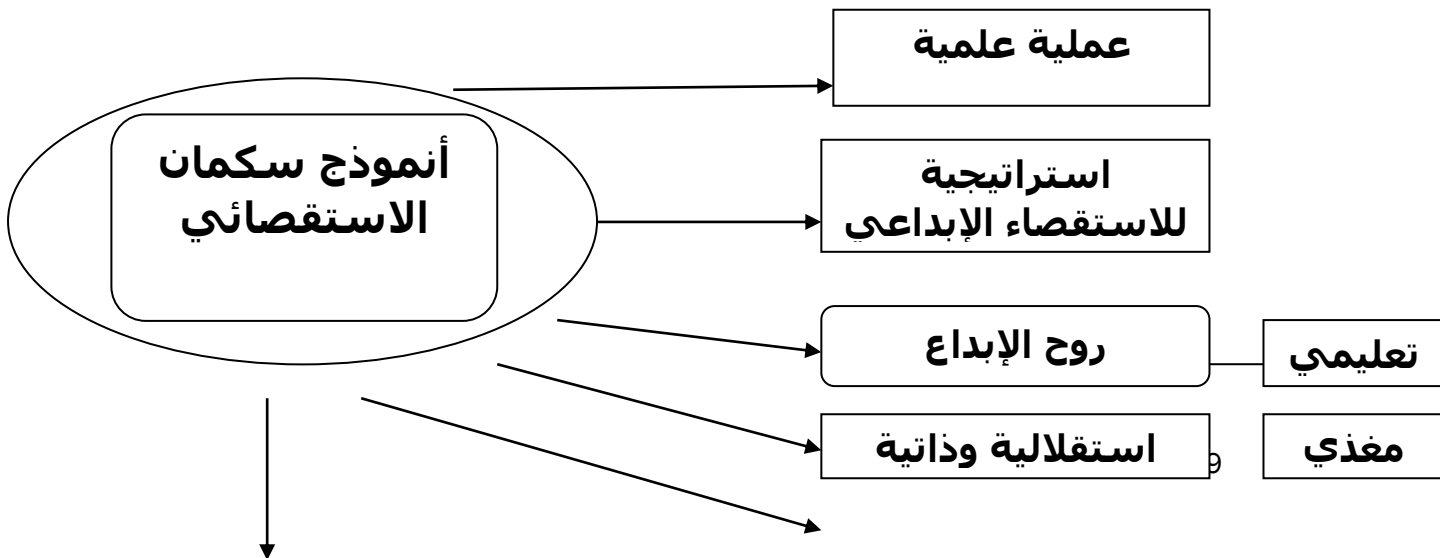 عملية علمية
أنموذج سكمان
الاستقصائي
استراتيجية
للاستقصاء الإبداعي
روح الإبداع
تعليمي
استقلالية وذاتية
مغذي